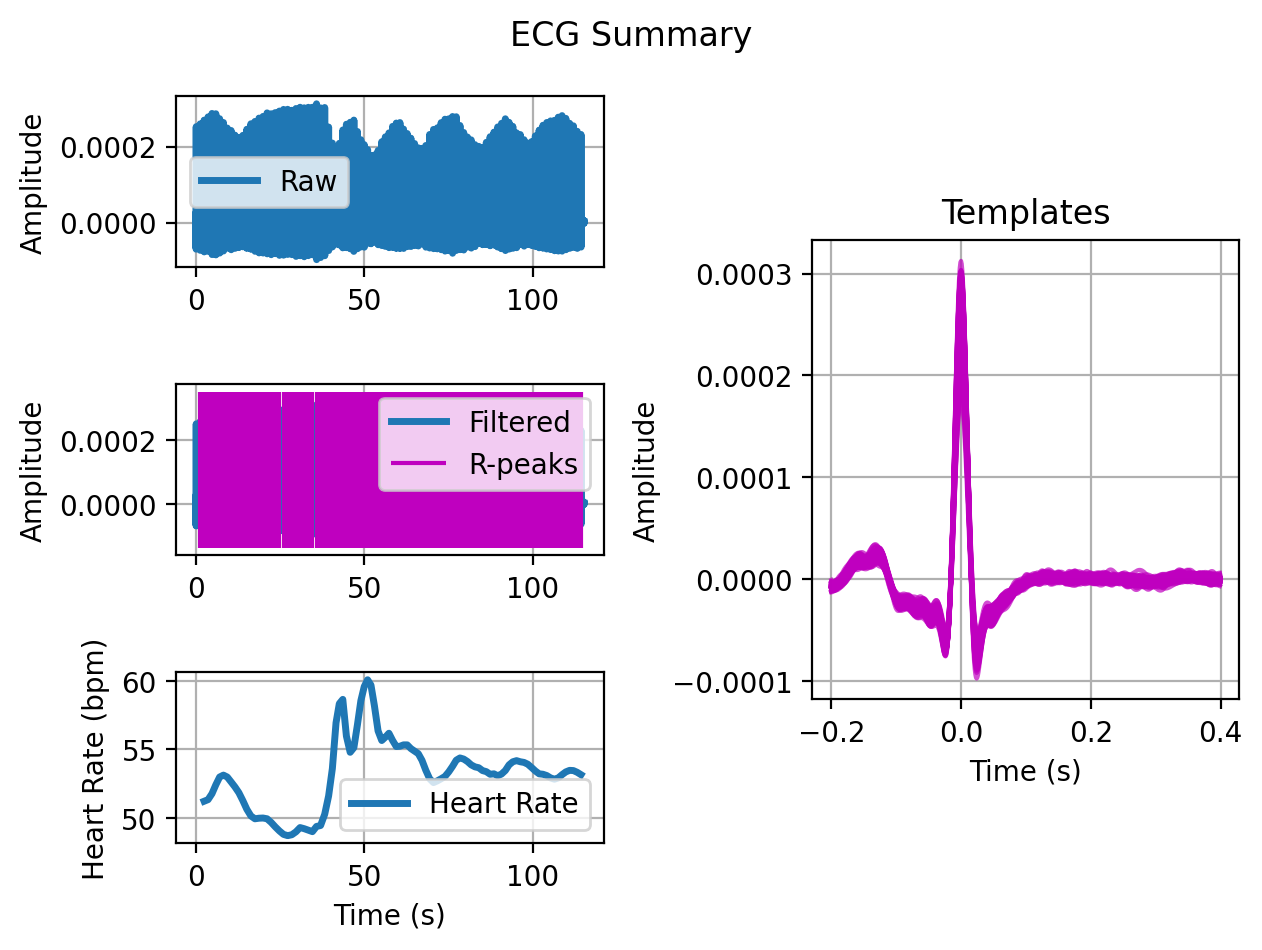 ECG Summary
Amplitude
0.0002
0.0000
Raw
0 50 100
Amplitude
0.0002
0.0000
Filtered
R-peaks
0 50 100
Heart Rate (bpm)
60
55
50
Heart Rate
0 50 100
Time (s)
Templates
Amplitude
0.0003
0.0002
0.0001
0.0000
−0.0001
−0.2 0.0 0.2 0.4
Time (s)